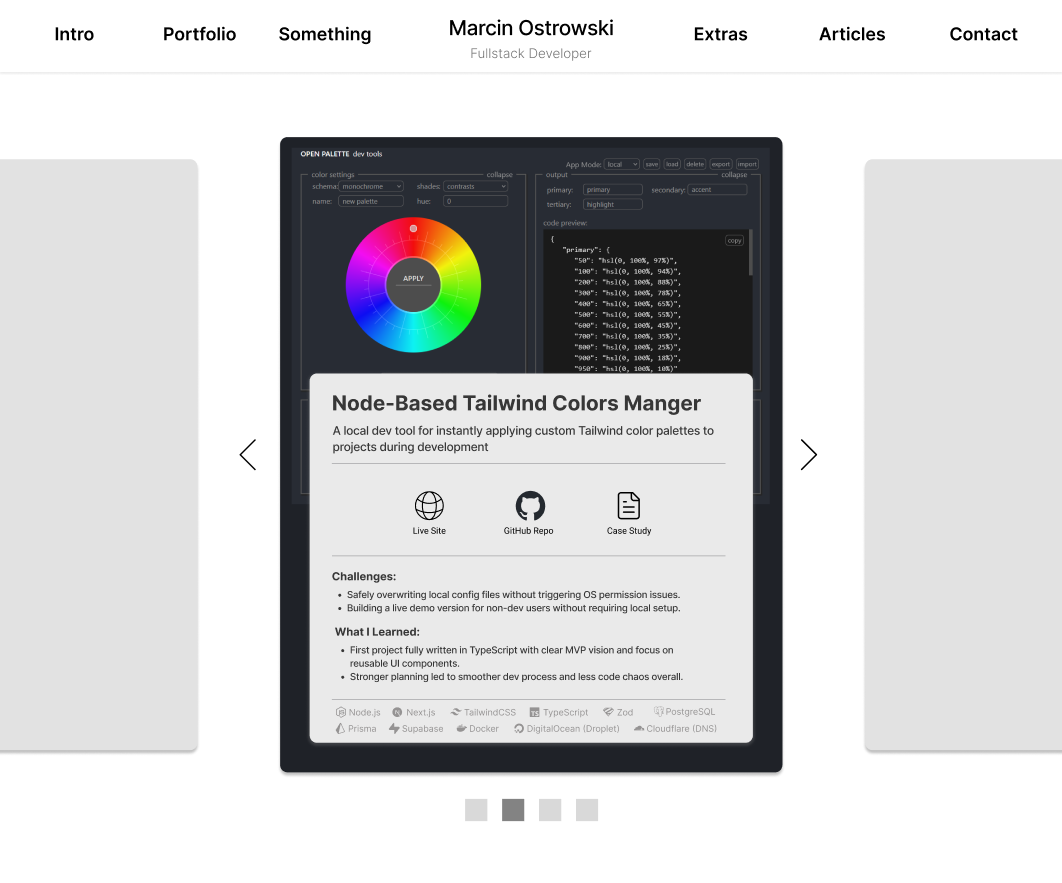 Intro Portfolio Something Marcin Ostrowski Extras Articles Contact
Fullstack Developer
OPEN PALETTE dev tools
App Mode: local save load delete export import
color settings collapse
schema: monochrome shades: contrasts
name: new palette hue: 0
APPLY
output collapse
primary: primary secondary: accent
tertiary: highlight
code preview:
copy
{
"primary": {
"50": "hsl(0, 100%, 97%)",
"100": "hsl(0, 100%, 94%)",
"200": "hsl(0, 100%, 88%)",
"300": "hsl(0, 100%, 78%)",
"400": "hsl(0, 100%, 65%)",
"500": "hsl(0, 100%, 55%)",
"600": "hsl(0, 100%, 45%)",
"700": "hsl(0, 100%, 35%)",
"800": "hsl(0, 100%, 25%)",
"900": "hsl(0, 100%, 18%)",
"950": "hsl(0, 100%, 10%)"
Node-Based Tailwind Colors Manger
A local dev tool for instantly applying custom Tailwind color palettes to
projects during development
Live Site GitHub Repo Case Study
Challenges:
• Safely overwriting local config files without triggering OS permission issues.
• Building a live demo version for non-dev users without requiring local setup.
What I Learned:
• First project fully written in TypeScript with clear MVP vision and focus on
reusable UI components.
• Stronger planning led to smoother dev process and less code chaos overall.
Node.js Next.js TailwindCSS TypeScript Zod PostgreSQL
Prisma Supabase Docker DigitalOcean (Droplet) Cloudflare (DNS)